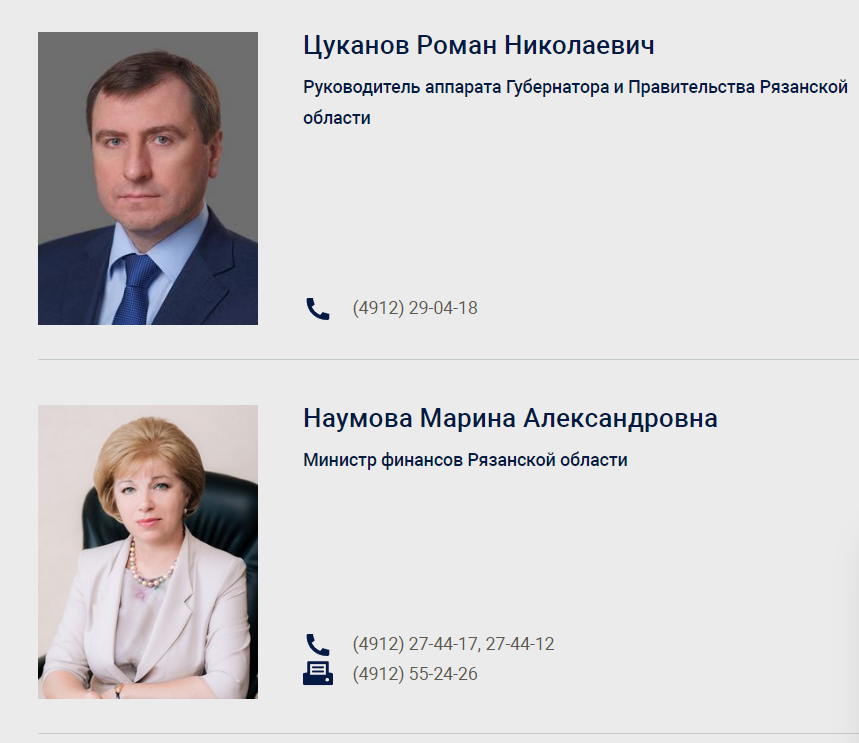 Цуканов Роман Николаевич
Руководитель аппарата Губернатора и Правительства Рязанской
области
(4912) 29-04-18
Наумова Марина Александровна
Министр финансов Рязанской области
(4912) 27-44-17, 27-44-12
(4912) 55-24-26